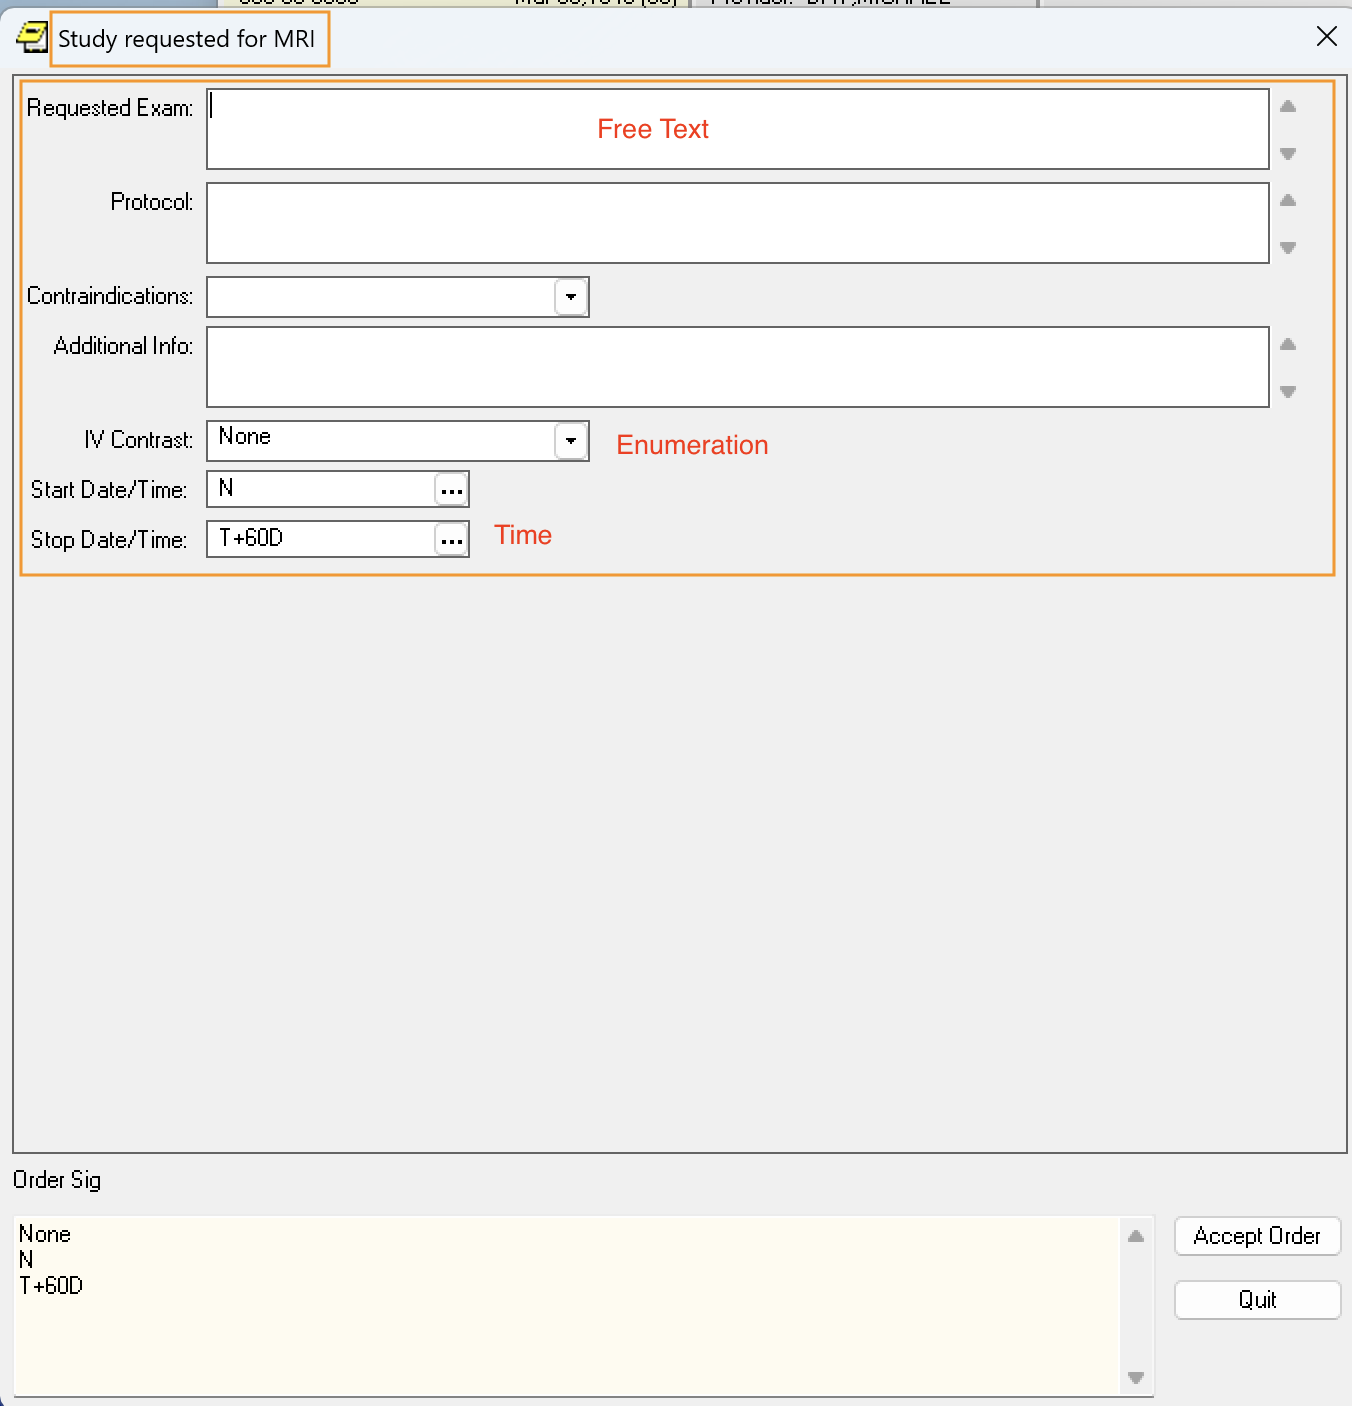 Study requested for MRI
Requested Exam:
Free Text
Protocol:
Contraindications:
Additional Info:
IV Contrast: None
Enumeration
Start Date/Time: N ...
Stop Date/Time: T+60D ...
Time
Order Sig
None
N
T+60D
Accept Order
Quit